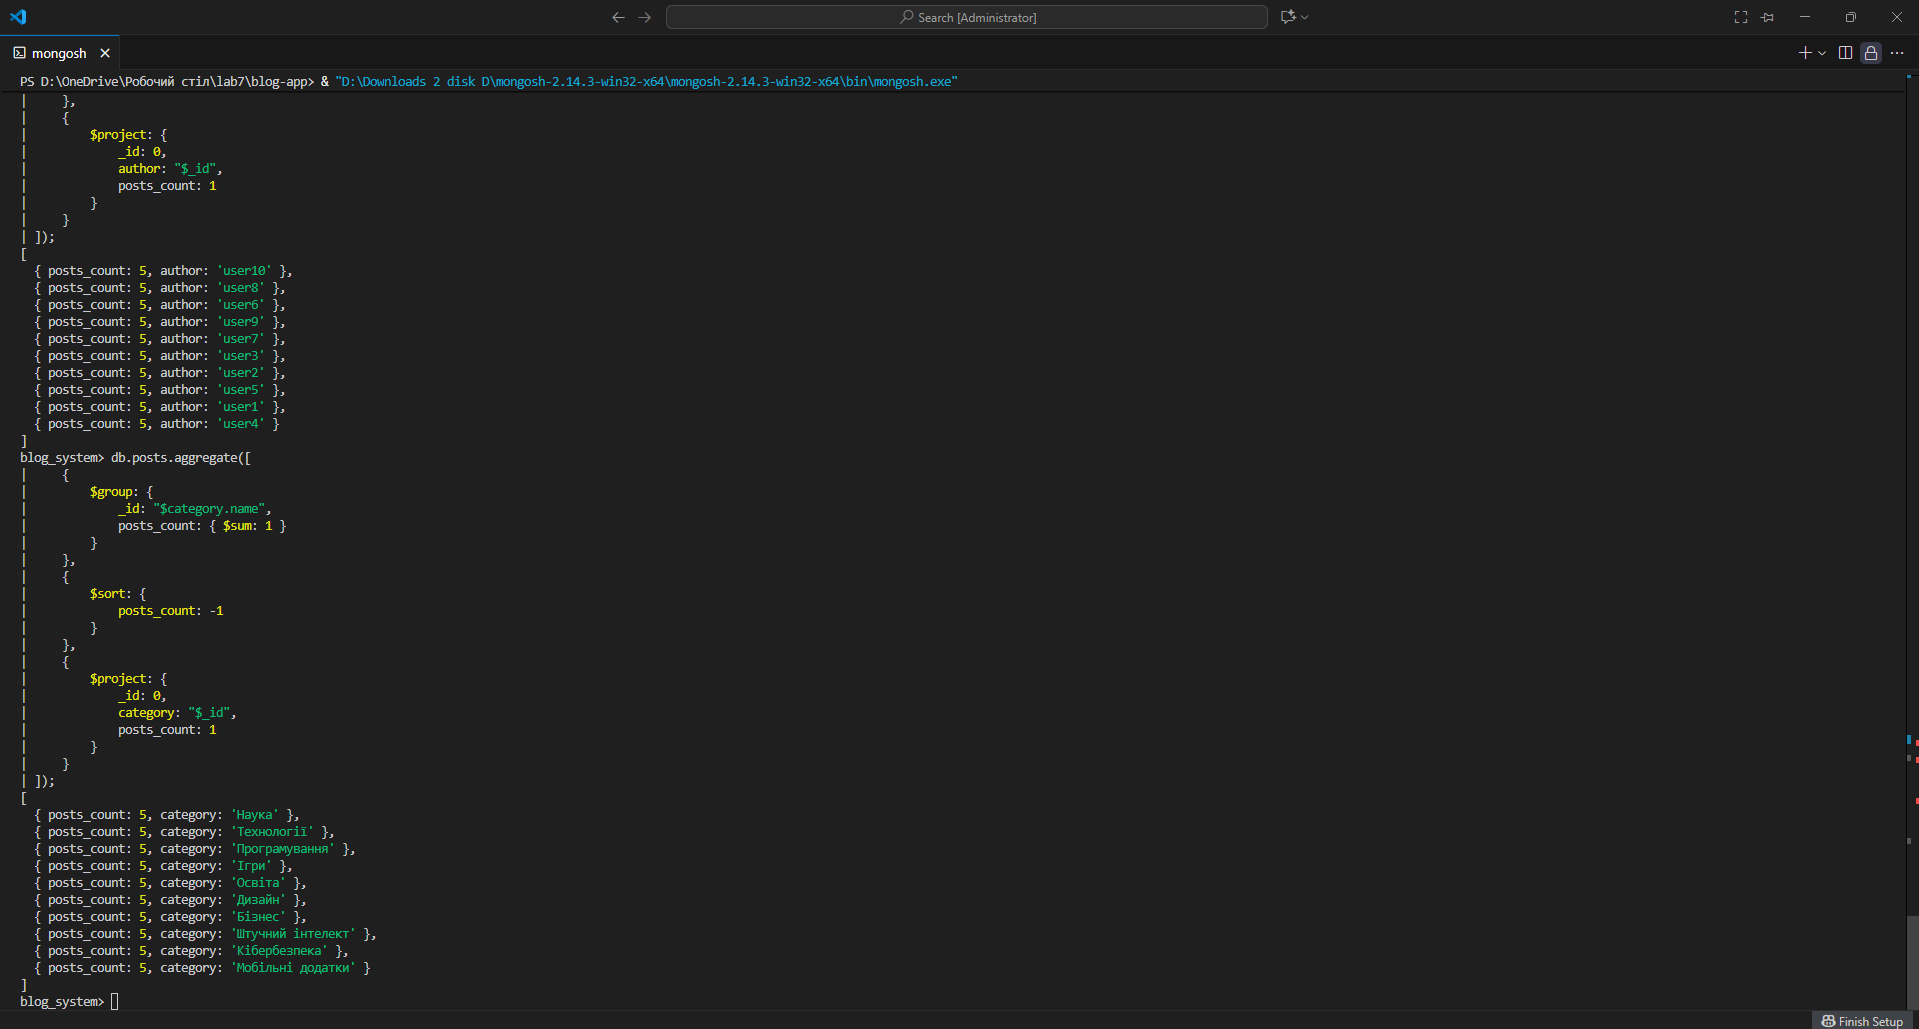 Search [Administrator]
mongosh
PS D:\OneDrive\Робочий стіл\lab7\blog-app> & "D:\Downloads 2 disk D\mongosh-2.14.3-win32-x64\mongosh-2.14.3-win32-x64\bin\mongosh.exe"
|     },
|     {
|         $project: {
|             _id: 0,
|             author: "$_id",
|             posts_count: 1
|         }
|     }
| ]);
[
  { posts_count: 5, author: 'user10' },
  { posts_count: 5, author: 'user8' },
  { posts_count: 5, author: 'user6' },
  { posts_count: 5, author: 'user9' },
  { posts_count: 5, author: 'user7' },
  { posts_count: 5, author: 'user3' },
  { posts_count: 5, author: 'user2' },
  { posts_count: 5, author: 'user5' },
  { posts_count: 5, author: 'user1' },
  { posts_count: 5, author: 'user4' }
]
blog_system> db.posts.aggregate([
|     {
|         $group: {
|             _id: "$category.name",
|             posts_count: { $sum: 1 }
|         }
|     },
|     {
|         $sort: {
|             posts_count: -1
|         }
|     },
|     {
|         $project: {
|             _id: 0,
|             category: "$_id",
|             posts_count: 1
|         }
|     }
| ]);
[
  { posts_count: 5, category: 'Наука' },
  { posts_count: 5, category: 'Технології' },
  { posts_count: 5, category: 'Програмування' },
  { posts_count: 5, category: 'Ігри' },
  { posts_count: 5, category: 'Освіта' },
  { posts_count: 5, category: 'Дизайн' },
  { posts_count: 5, category: 'Бізнес' },
  { posts_count: 5, category: 'Штучний інтелект' },
  { posts_count: 5, category: 'Кібербезпека' },
  { posts_count: 5, category: 'Мобільні додатки' }
]
blog_system>
Finish Setup